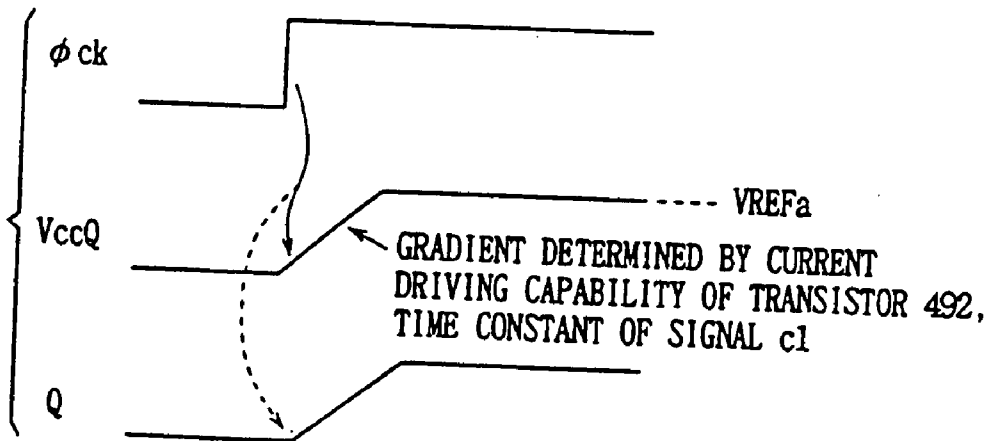 ϕ ck
VccQ
VREFa
GRADIENT DETERMINED BY CURRENT
DRIVING CAPABILITY OF TRANSISTOR 492,
TIME CONSTANT OF SIGNAL c1
Q